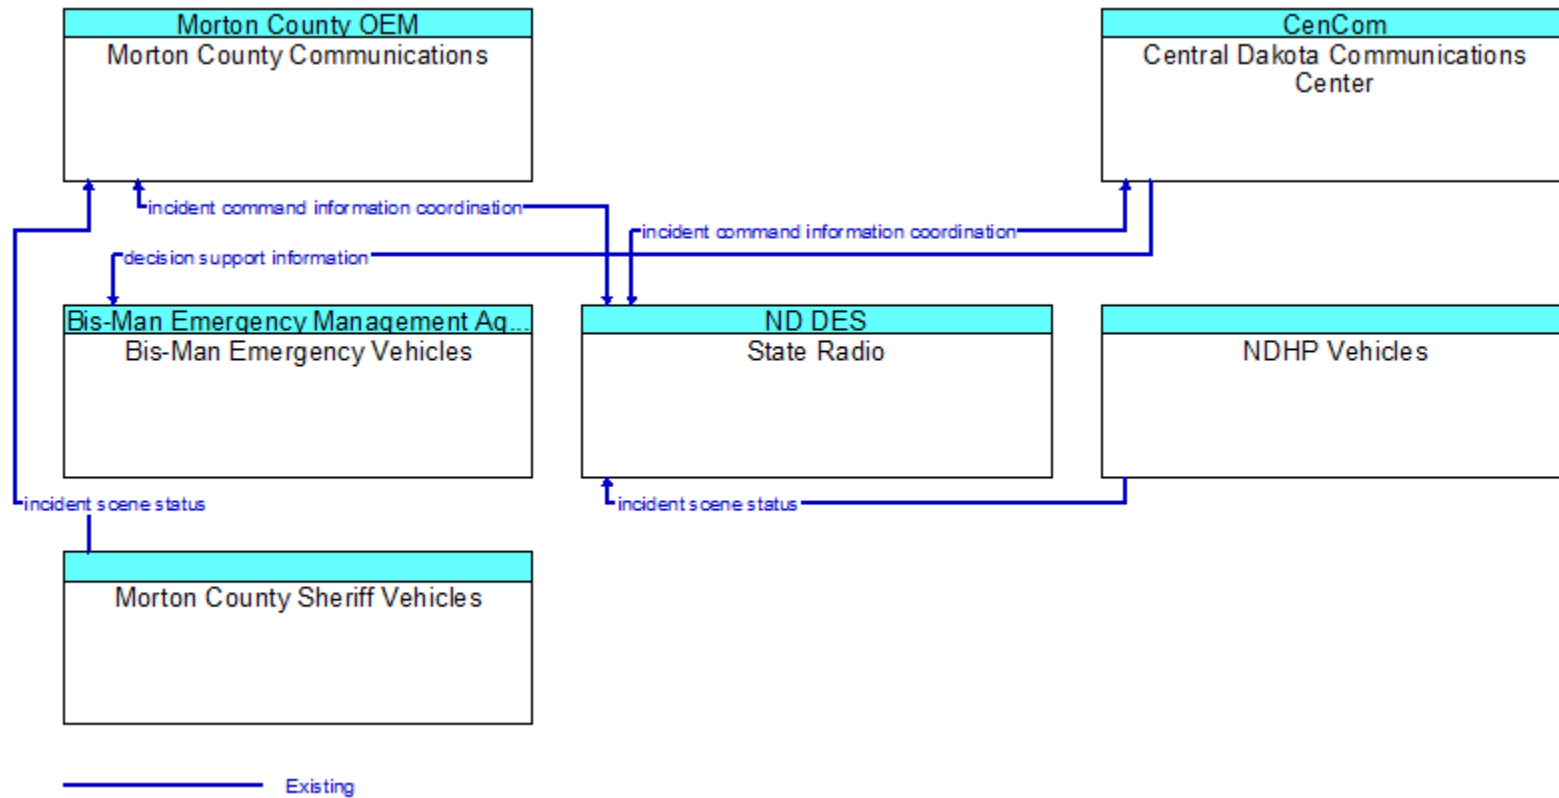 Morton County OEM
Morton County Communications
CenCom
Central Dakota Communications
Center
incident command information coordination
incident command information coordination
decision support information
Bis-Man Emergency Management Ag...
Bis-Man Emergency Vehicles
ND DES
State Radio
NDHP Vehicles
incident scene status
incident scene status
Morton County Sheriff Vehicles
Existing